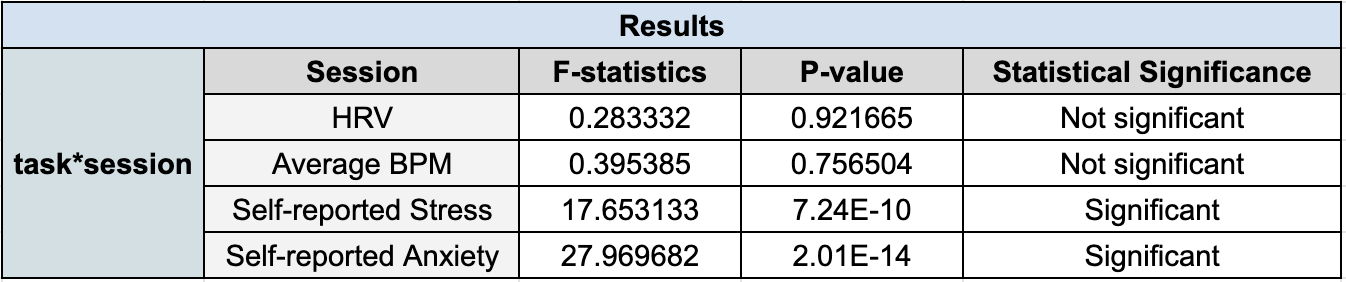 Results
Session F-statistics P-value Statistical Significance
HRV 0.283332 0.921665 Not significant
task*session Average BPM 0.395385 0.756504 Not significant
Self-reported Stress 17.653133 7.24E-10 Significant
Self-reported Anxiety 27.969682 2.01E-14 Significant